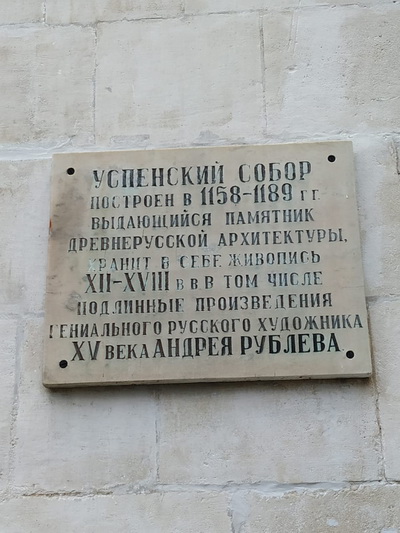 УСПЕНСКИЙ СОБОР
ПОСТРОЕН В 1158-1189 ГГ.
ВЫДАЮЩИЙСЯ ПАМЯТНИК
ДРЕВНЕРУССКОЙ АРХИТЕКТУРЫ,
ХРАНИТ В СЕБЕ ЖИВОПИСЬ
XII-XVIII В В В ТОМ ЧИСЛЕ
ПОДЛИННЫЕ ПРОИЗВЕДЕНИЯ
ГЕНИАЛЬНОГО РУССКОГО ХУДОЖНИКА
XV ВЕКА АНДРЕЯ РУБЛЕВА